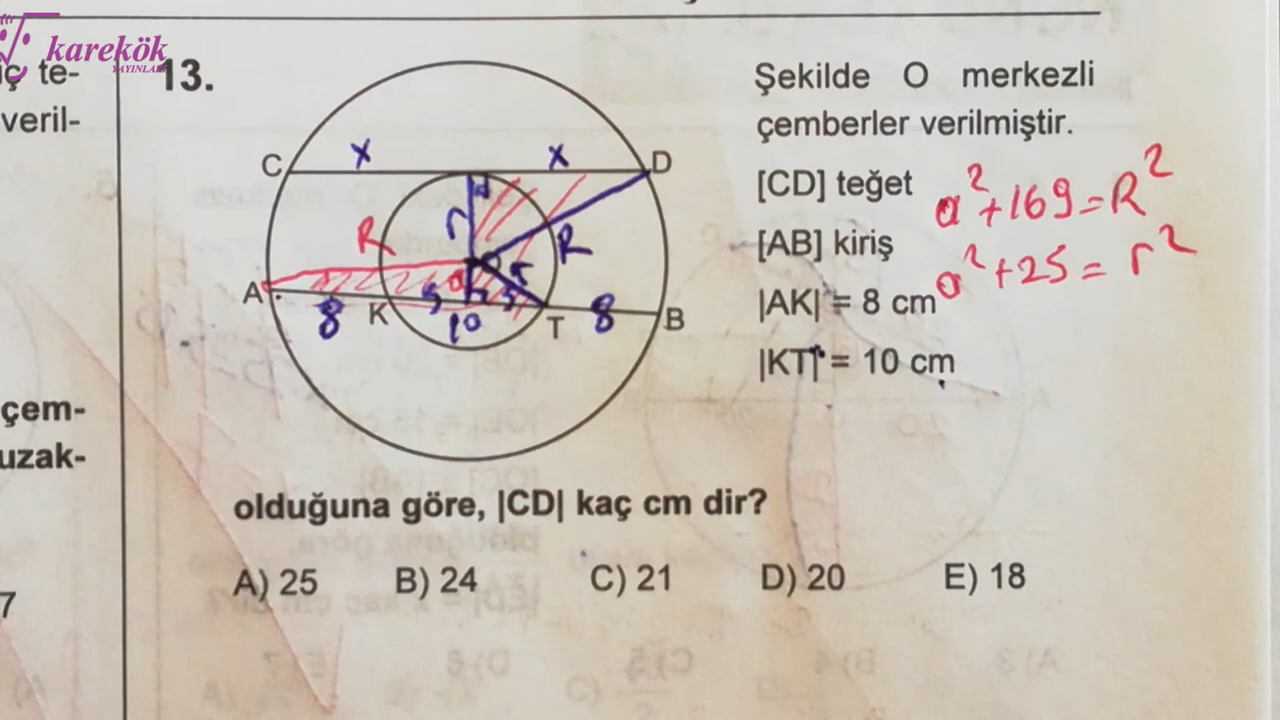 karekök
YAYINLARI
iç te-
veril-
çem-
uzak-
7
13.
C
x
x
D
R
r
R
O
a
r
A
8
K
5
5
10
T
8
B
Şekilde O merkezli
çemberler verilmiştir.
[CD] teğet
[AB] kiriş
|AK| = 8 cm
|KT| = 10 cm
a² + 169 = R²
a² + 25 = r²
olduğuna göre, |CD| kaç cm dir?
A) 25 B) 24 C) 21 D) 20 E) 18